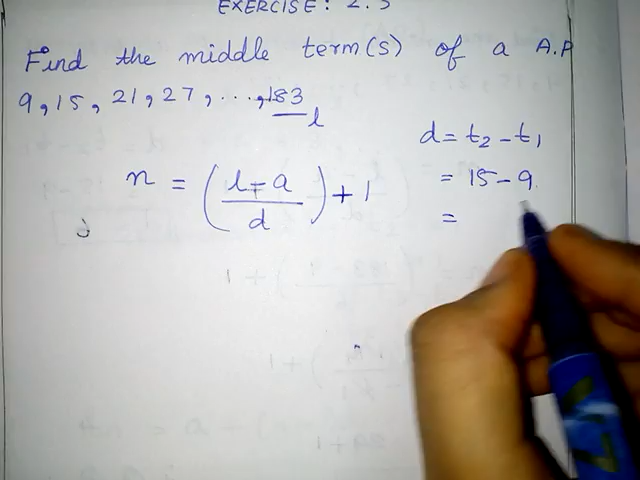 EXERCISE: 2.5
Find the middle term(s) of a A.P
9, 15, 21, 27, ..., 183
l
d = t2 - t1
= 15 - 9
=
n = (l - a / d) + 1